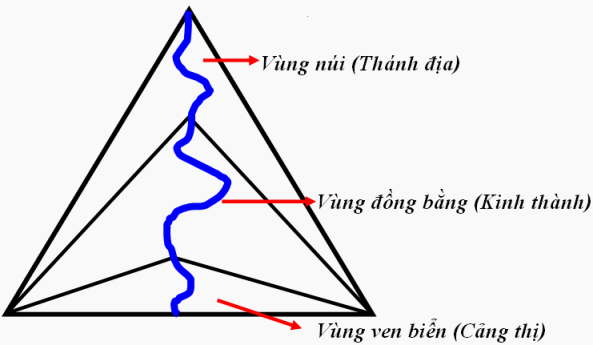 Vùng núi (Thánh địa)
Vùng đồng bằng (Kinh thành)
Vùng ven biển (Cảng thị)